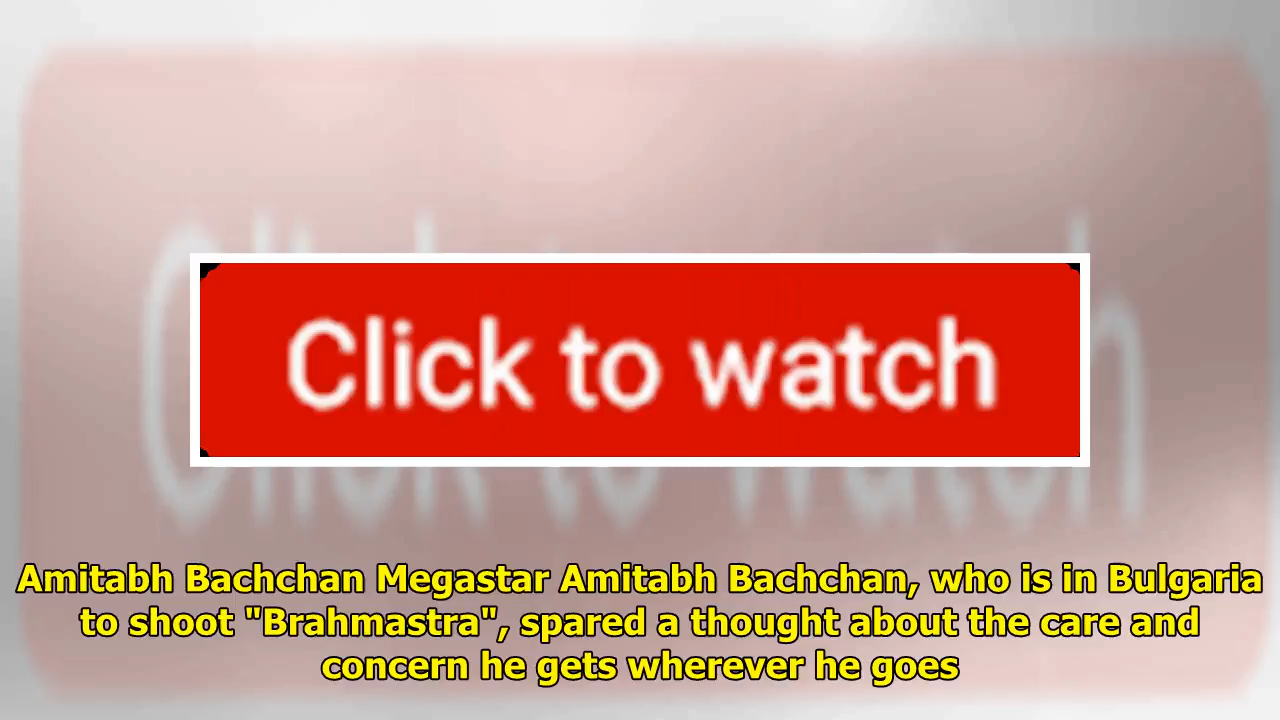 Click to watch
Amitabh Bachchan Megastar Amitabh Bachchan, who is in Bulgaria
to shoot "Brahmastra", spared a thought about the care and
concern he gets wherever he goes